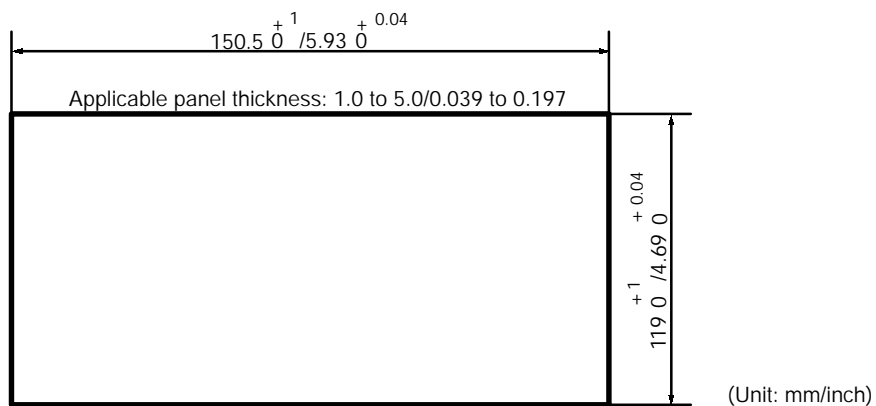 150.5 +1 0 /5.93 +0.04 0
Applicable panel thickness: 1.0 to 5.0/0.039 to 0.197
119 +1 0 /4.69 +0.04 0
(Unit: mm/inch)